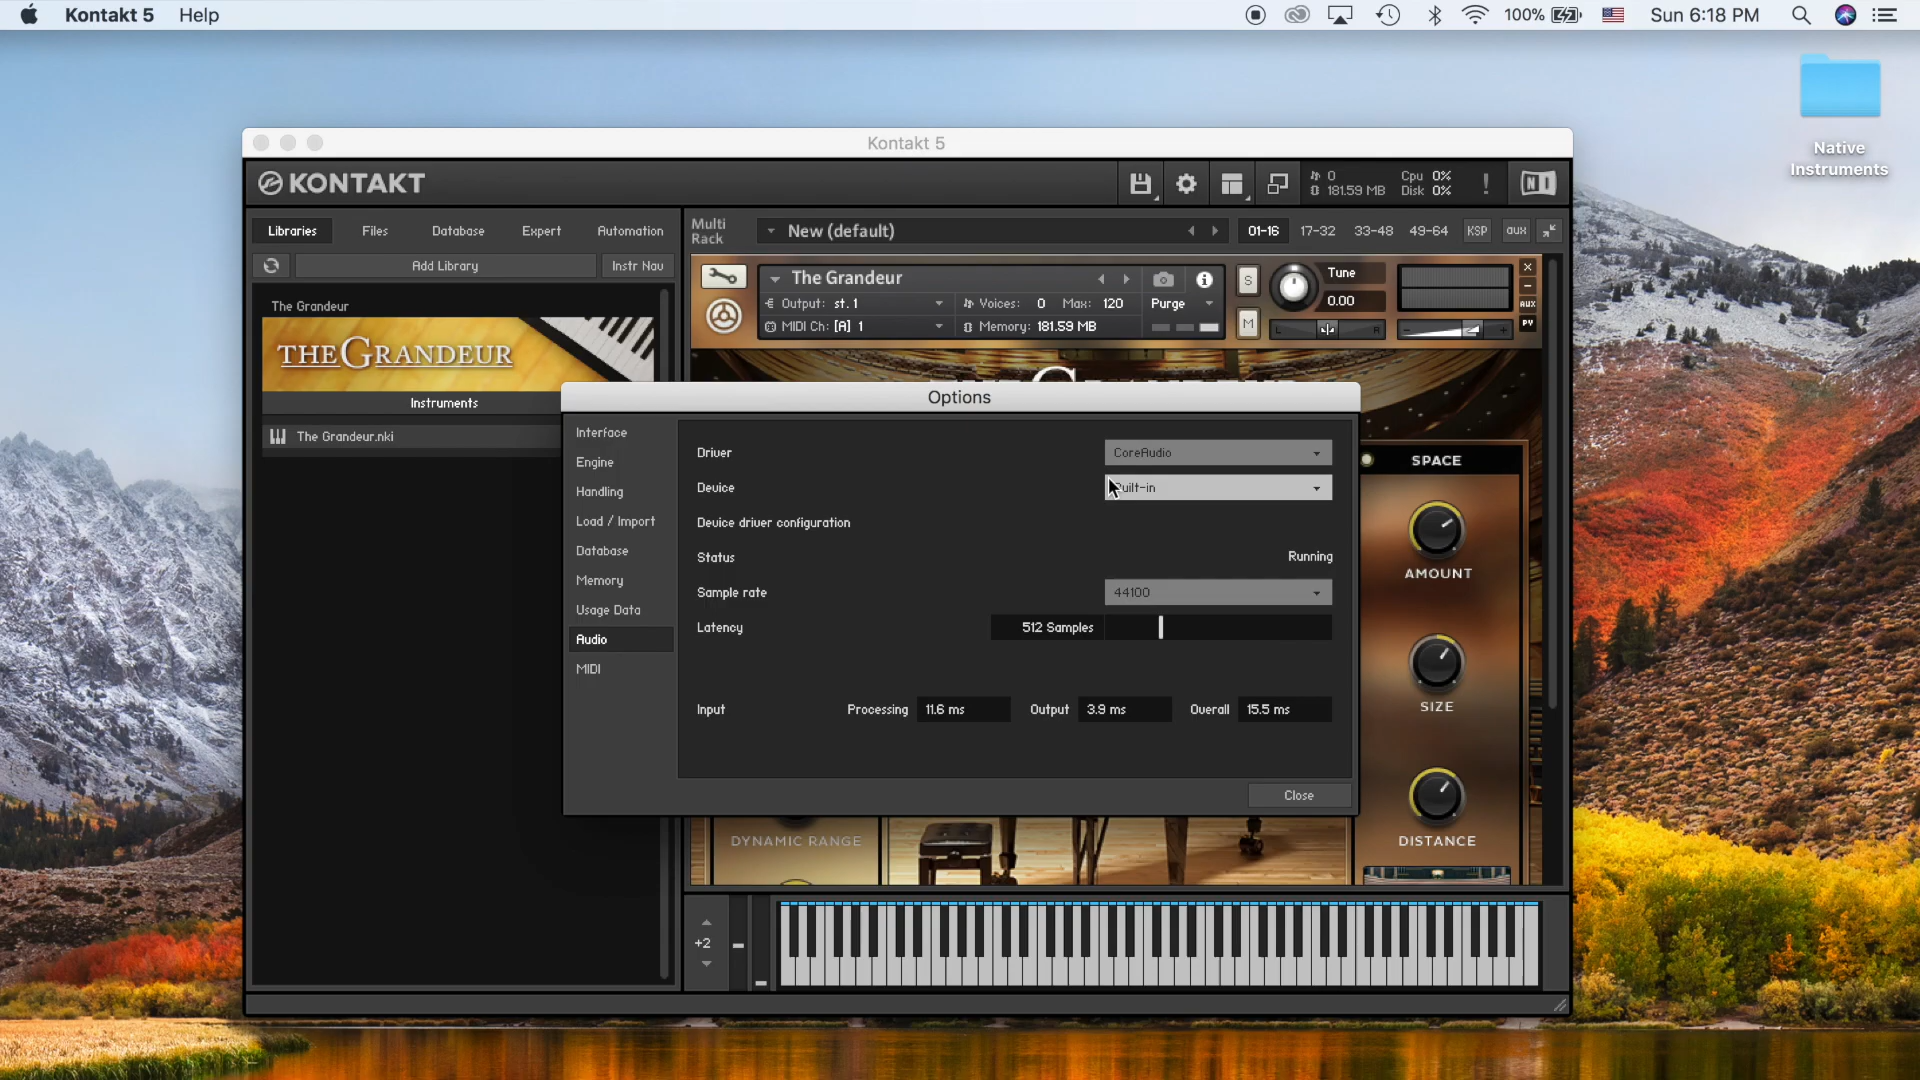 Kontakt 5 Help 100% Sun 6:18 PM
Native
Instruments
Kontakt 5
KONTAKT
0 Cpu 0%
181.59 MB Disk 0%
! NI
Libraries Files Database Expert Automation
Add Library Instr Nav
Multi
Rack
New (default) 01-16 17-32 33-48 49-64 KSP aux
The Grandeur
THE GRANDEUR
Instruments
The Grandeur.nki
The Grandeur i
Output: st.1 Voices: 0 Max: 120 Purge
MIDI Ch: [A] 1 Memory: 181.59 MB
S Tune
0.00
M L R - +
x
-
AUX
PV
Options
Interface
Engine
Handling
Load / Import
Database
Memory
Usage Data
Audio
MIDI
Driver CoreAudio
Device
Device driver configuration
Status Running
Sample rate 44100
Latency 512 Samples
Input Processing 11.6 ms Output 3.9 ms Overall 15.5 ms
Close
SPACE
AMOUNT
SIZE
DISTANCE
DYNAMIC RANGE
+2